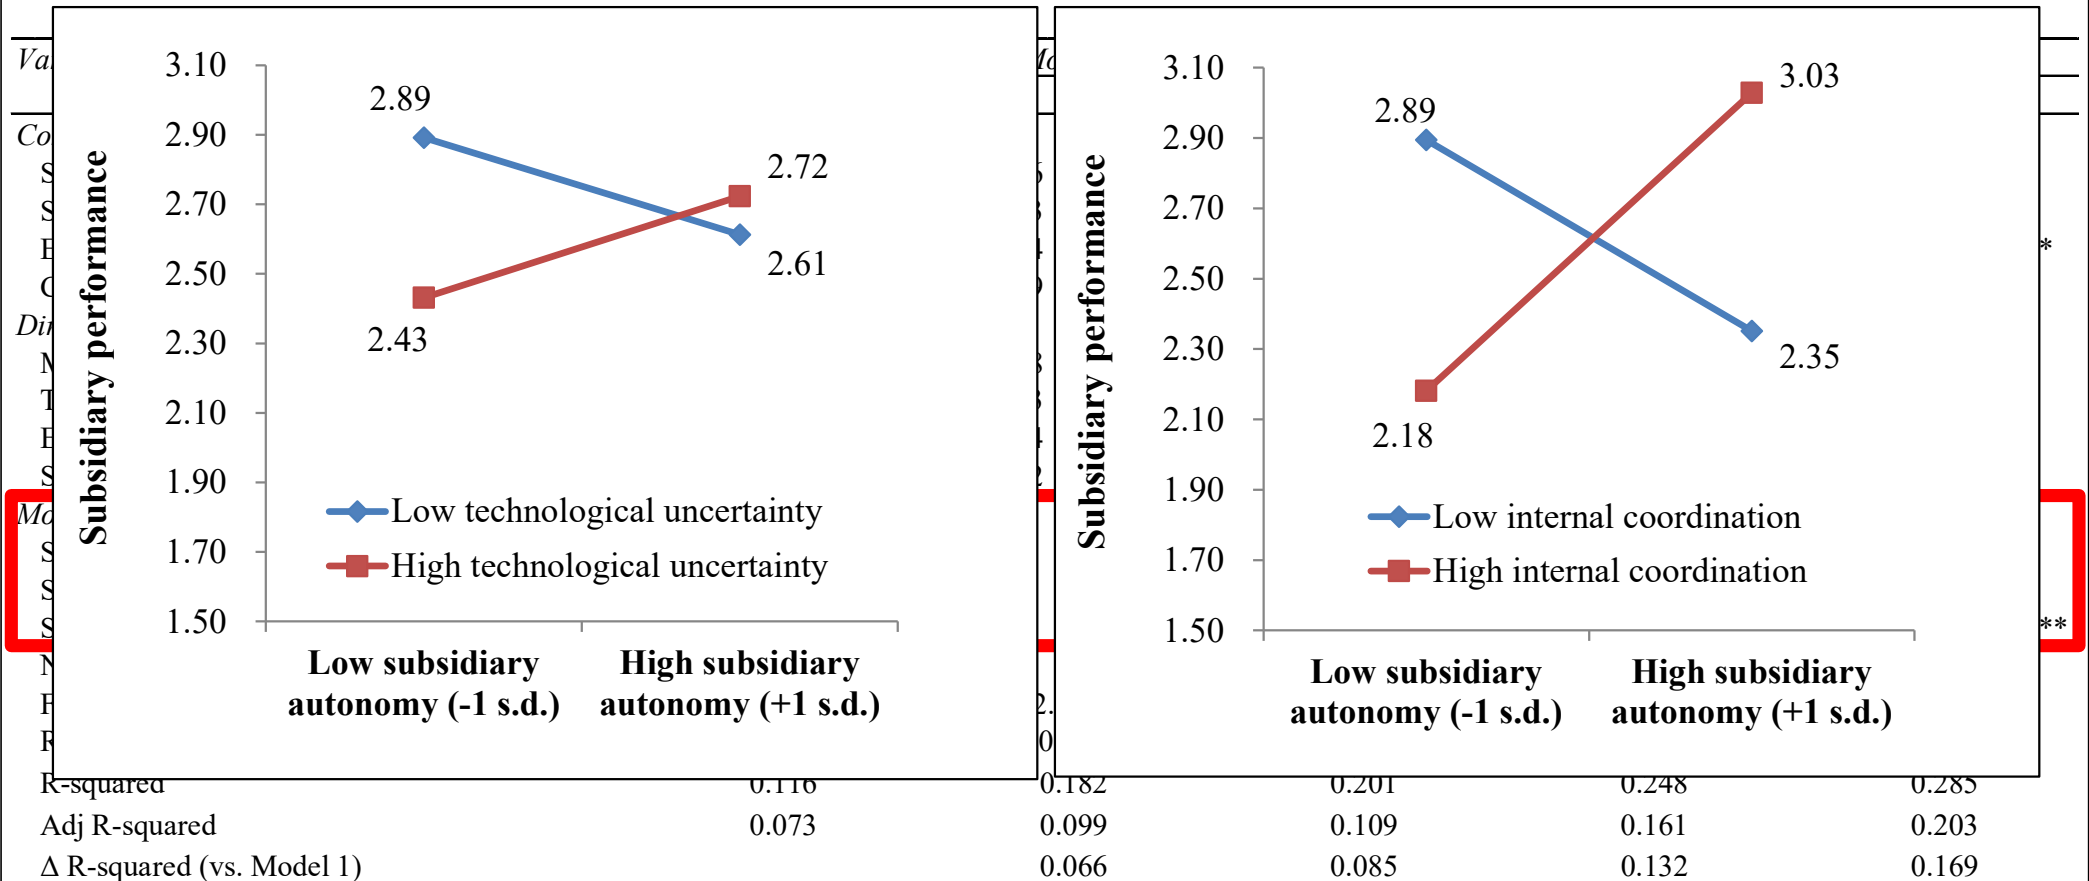 Subsidiary performance
3.10
2.90
2.70
2.50
2.30
2.10
1.90
1.70
1.50
2.89
2.72
2.61
2.43
Low technological uncertainty
High technological uncertainty
Low subsidiary autonomy (-1 s.d.)
High subsidiary autonomy (+1 s.d.)
Subsidiary performance
3.10
2.90
2.70
2.50
2.30
2.10
1.90
1.70
1.50
2.89
3.03
2.35
2.18
Low internal coordination
High internal coordination
Low subsidiary autonomy (-1 s.d.)
High subsidiary autonomy (+1 s.d.)
*
**
R-squared 0.116 0.182 0.201 0.248 0.285
Adj R-squared 0.073 0.099 0.109 0.161 0.203
Δ R-squared (vs. Model 1) 0.066 0.085 0.132 0.169